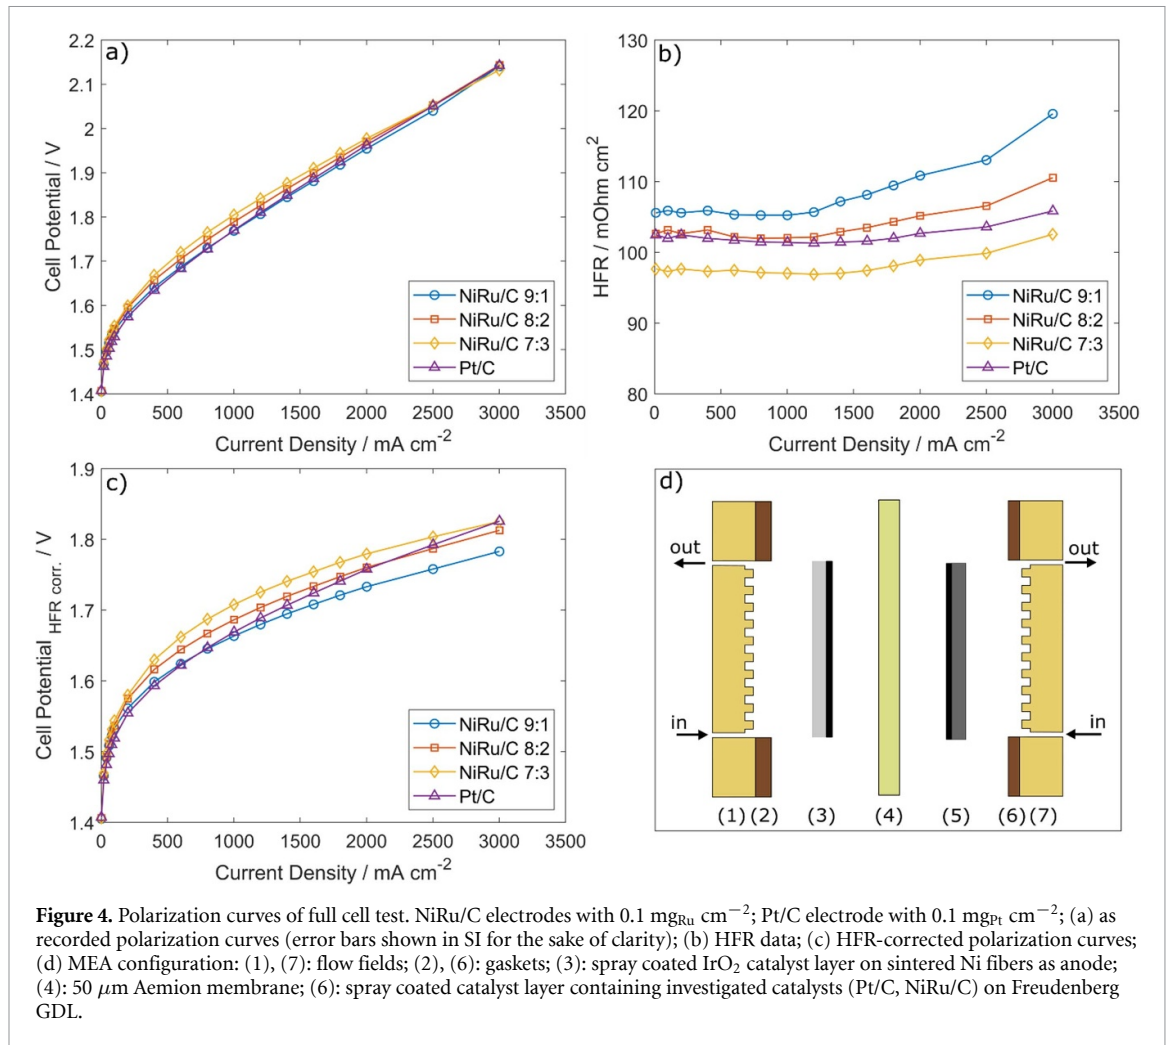 a)
2.2
2.1
2
1.9
1.8
1.7
1.6
1.5
1.4
Cell Potential / V
0 500 1000 1500 2000 2500 3000 3500
Current Density / mA cm⁻²
NiRu/C 9:1
NiRu/C 8:2
NiRu/C 7:3
Pt/C
b)
130
120
110
100
90
80
HFR / mOhm cm²
0 500 1000 1500 2000 2500 3000 3500
Current Density / mA cm⁻²
NiRu/C 9:1
NiRu/C 8:2
NiRu/C 7:3
Pt/C
c)
1.9
1.8
1.7
1.6
1.5
1.4
Cell Potential HFR corr. / V
0 500 1000 1500 2000 2500 3000 3500
Current Density / mA cm⁻²
NiRu/C 9:1
NiRu/C 8:2
NiRu/C 7:3
Pt/C
d)
out out
in in
(1) (2) (3) (4) (5) (6) (7)
Figure 4. Polarization curves of full cell test. NiRu/C electrodes with 0.1 mgRu cm−2; Pt/C electrode with 0.1 mgPt cm−2; (a) as
recorded polarization curves (error bars shown in SI for the sake of clarity); (b) HFR data; (c) HFR-corrected polarization curves;
(d) MEA configuration: (1), (7): flow fields; (2), (6): gaskets; (3): spray coated IrO2 catalyst layer on sintered Ni fibers as anode;
(4): 50 μm Aemion membrane; (6): spray coated catalyst layer containing investigated catalysts (Pt/C, NiRu/C) on Freudenberg
GDL.